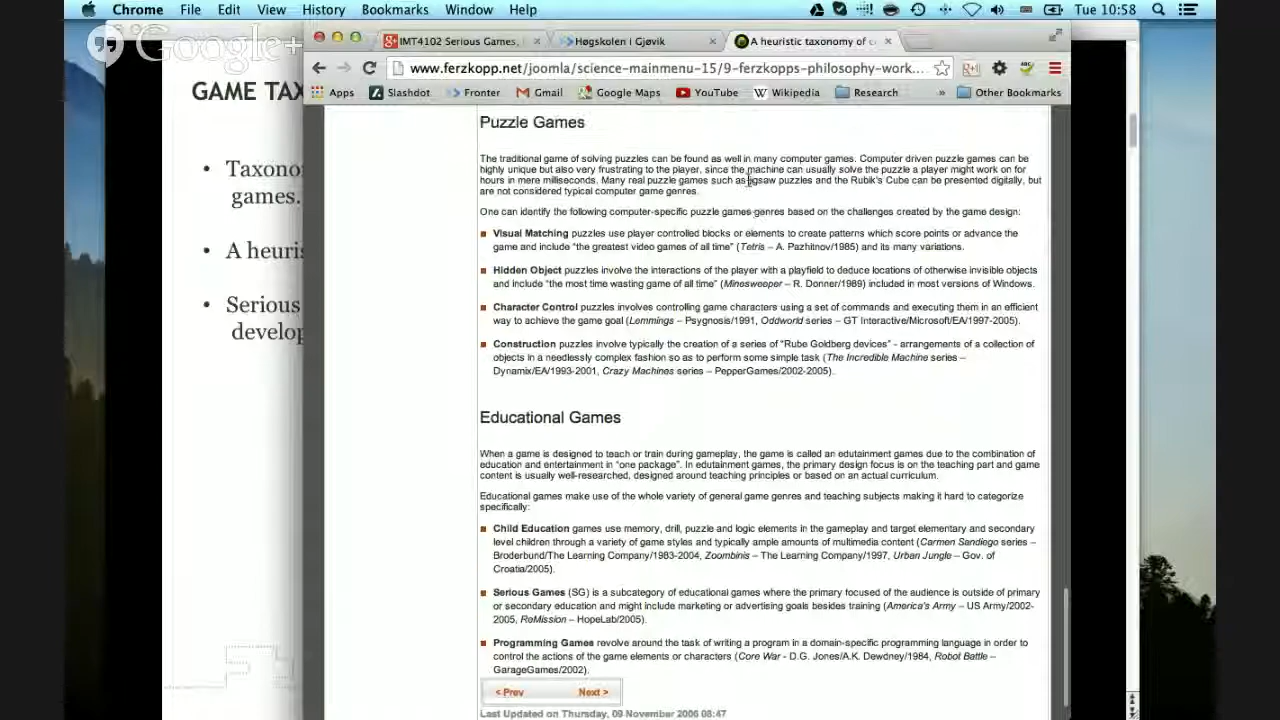 Chrome File Edit View History Bookmarks Window Help Tue 10:58
Google+
IMT4102 Serious Games, Høgskolen i Gjøvik A heuristic taxonomy of c
www.ferzkopp.net/joomla/science-mainmenu-15/9-ferzkopps-philosophy-work...
Apps Slashdot Fronter Gmail Google Maps YouTube Wikipedia Research » Other Bookmarks
GAME TAX
• Taxono
games.
• A heuris
• Serious
develop
Puzzle Games
The traditional game of solving puzzles can be found as well in many computer games. Computer driven puzzle games can be
highly unique but also very frustrating to the player, since the machine can usually solve the puzzle a player might work on for
hours in mere milliseconds. Many real puzzle games such as jigsaw puzzles and the Rubik's Cube can be presented digitally, but
are not considered typical computer game genres.
One can identify the following computer-specific puzzle games genres based on the challenges created by the game design:
Visual Matching puzzles use player controlled blocks or elements to create patterns which score points or advance the
game and include "the greatest video games of all time" (Tetris – A. Pazhitnov/1985) and its many variations.
Hidden Object puzzles involve the interactions of the player with a playfield to deduce locations of otherwise invisible objects
and include "the most time wasting game of all time" (Minesweeper – R. Donner/1989) included in most versions of Windows.
Character Control puzzles involves controlling game characters using a set of commands and executing them in an efficient
way to achieve the game goal (Lemmings – Psygnosis/1991, Oddworld series – GT Interactive/Microsoft/EA/1997-2005).
Construction puzzles involve typically the creation of a series of "Rube Goldberg devices" - arrangements of a collection of
objects in a needlessly complex fashion so as to perform some simple task (The Incredible Machine series –
Dynamix/EA/1993-2001, Crazy Machines series – PepperGames/2002-2005).
Educational Games
When a game is designed to teach or train during gameplay, the game is called an edutainment games due to the combination of
education and entertainment in "one package". In edutainment games, the primary design focus is on the teaching part and game
content is usually well-researched, designed around teaching principles or based on an actual curriculum.
Educational games make use of the whole variety of general game genres and teaching subjects making it hard to categorize
specifically:
Child Education games use memory, drill, puzzle and logic elements in the gameplay and target elementary and secondary
level children through a variety of game styles and typically ample amounts of multimedia content (Carmen Sandiego series –
Broderbund/The Learning Company/1983-2004, Zoombinis – The Learning Company/1997, Urban Jungle – Gov. of
Croatia/2005).
Serious Games (SG) is a subcategory of educational games where the primary focused of the audience is outside of primary
or secondary education and might include marketing or advertising goals besides training (America's Army – US Army/2002-
2005, ReMission – HopeLab/2005).
Programming Games revolve around the task of writing a program in a domain-specific programming language in order to
control the actions of the game elements or characters (Core War - D.G. Jones/A.K. Dewdney/1984, Robot Battle –
GarageGames/2002).
< Prev Next >
Last Updated on Thursday, 09 November 2006 08:47